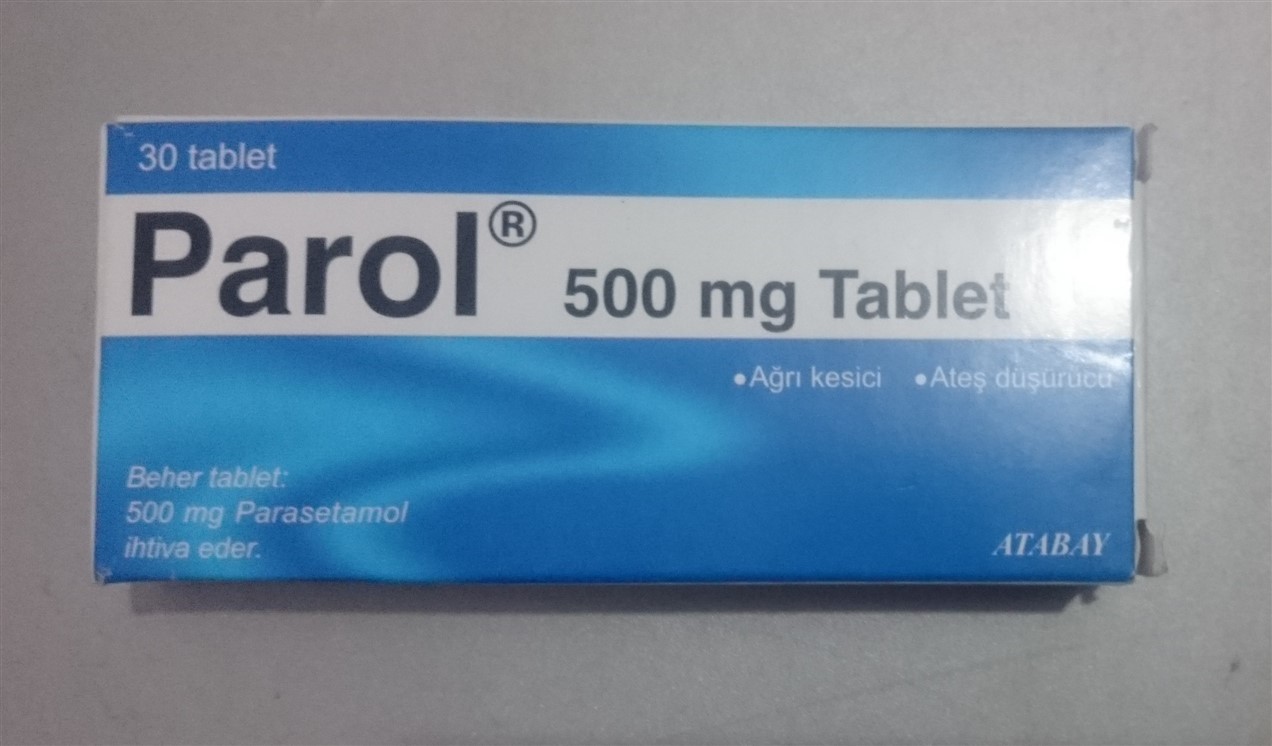 30 tablet
Parol® 500 mg Tablet
•Ağrı kesici •Ateş düşürücü
Beher tablet:
500 mg Parasetamol
ihtiva eder.
ATABAY